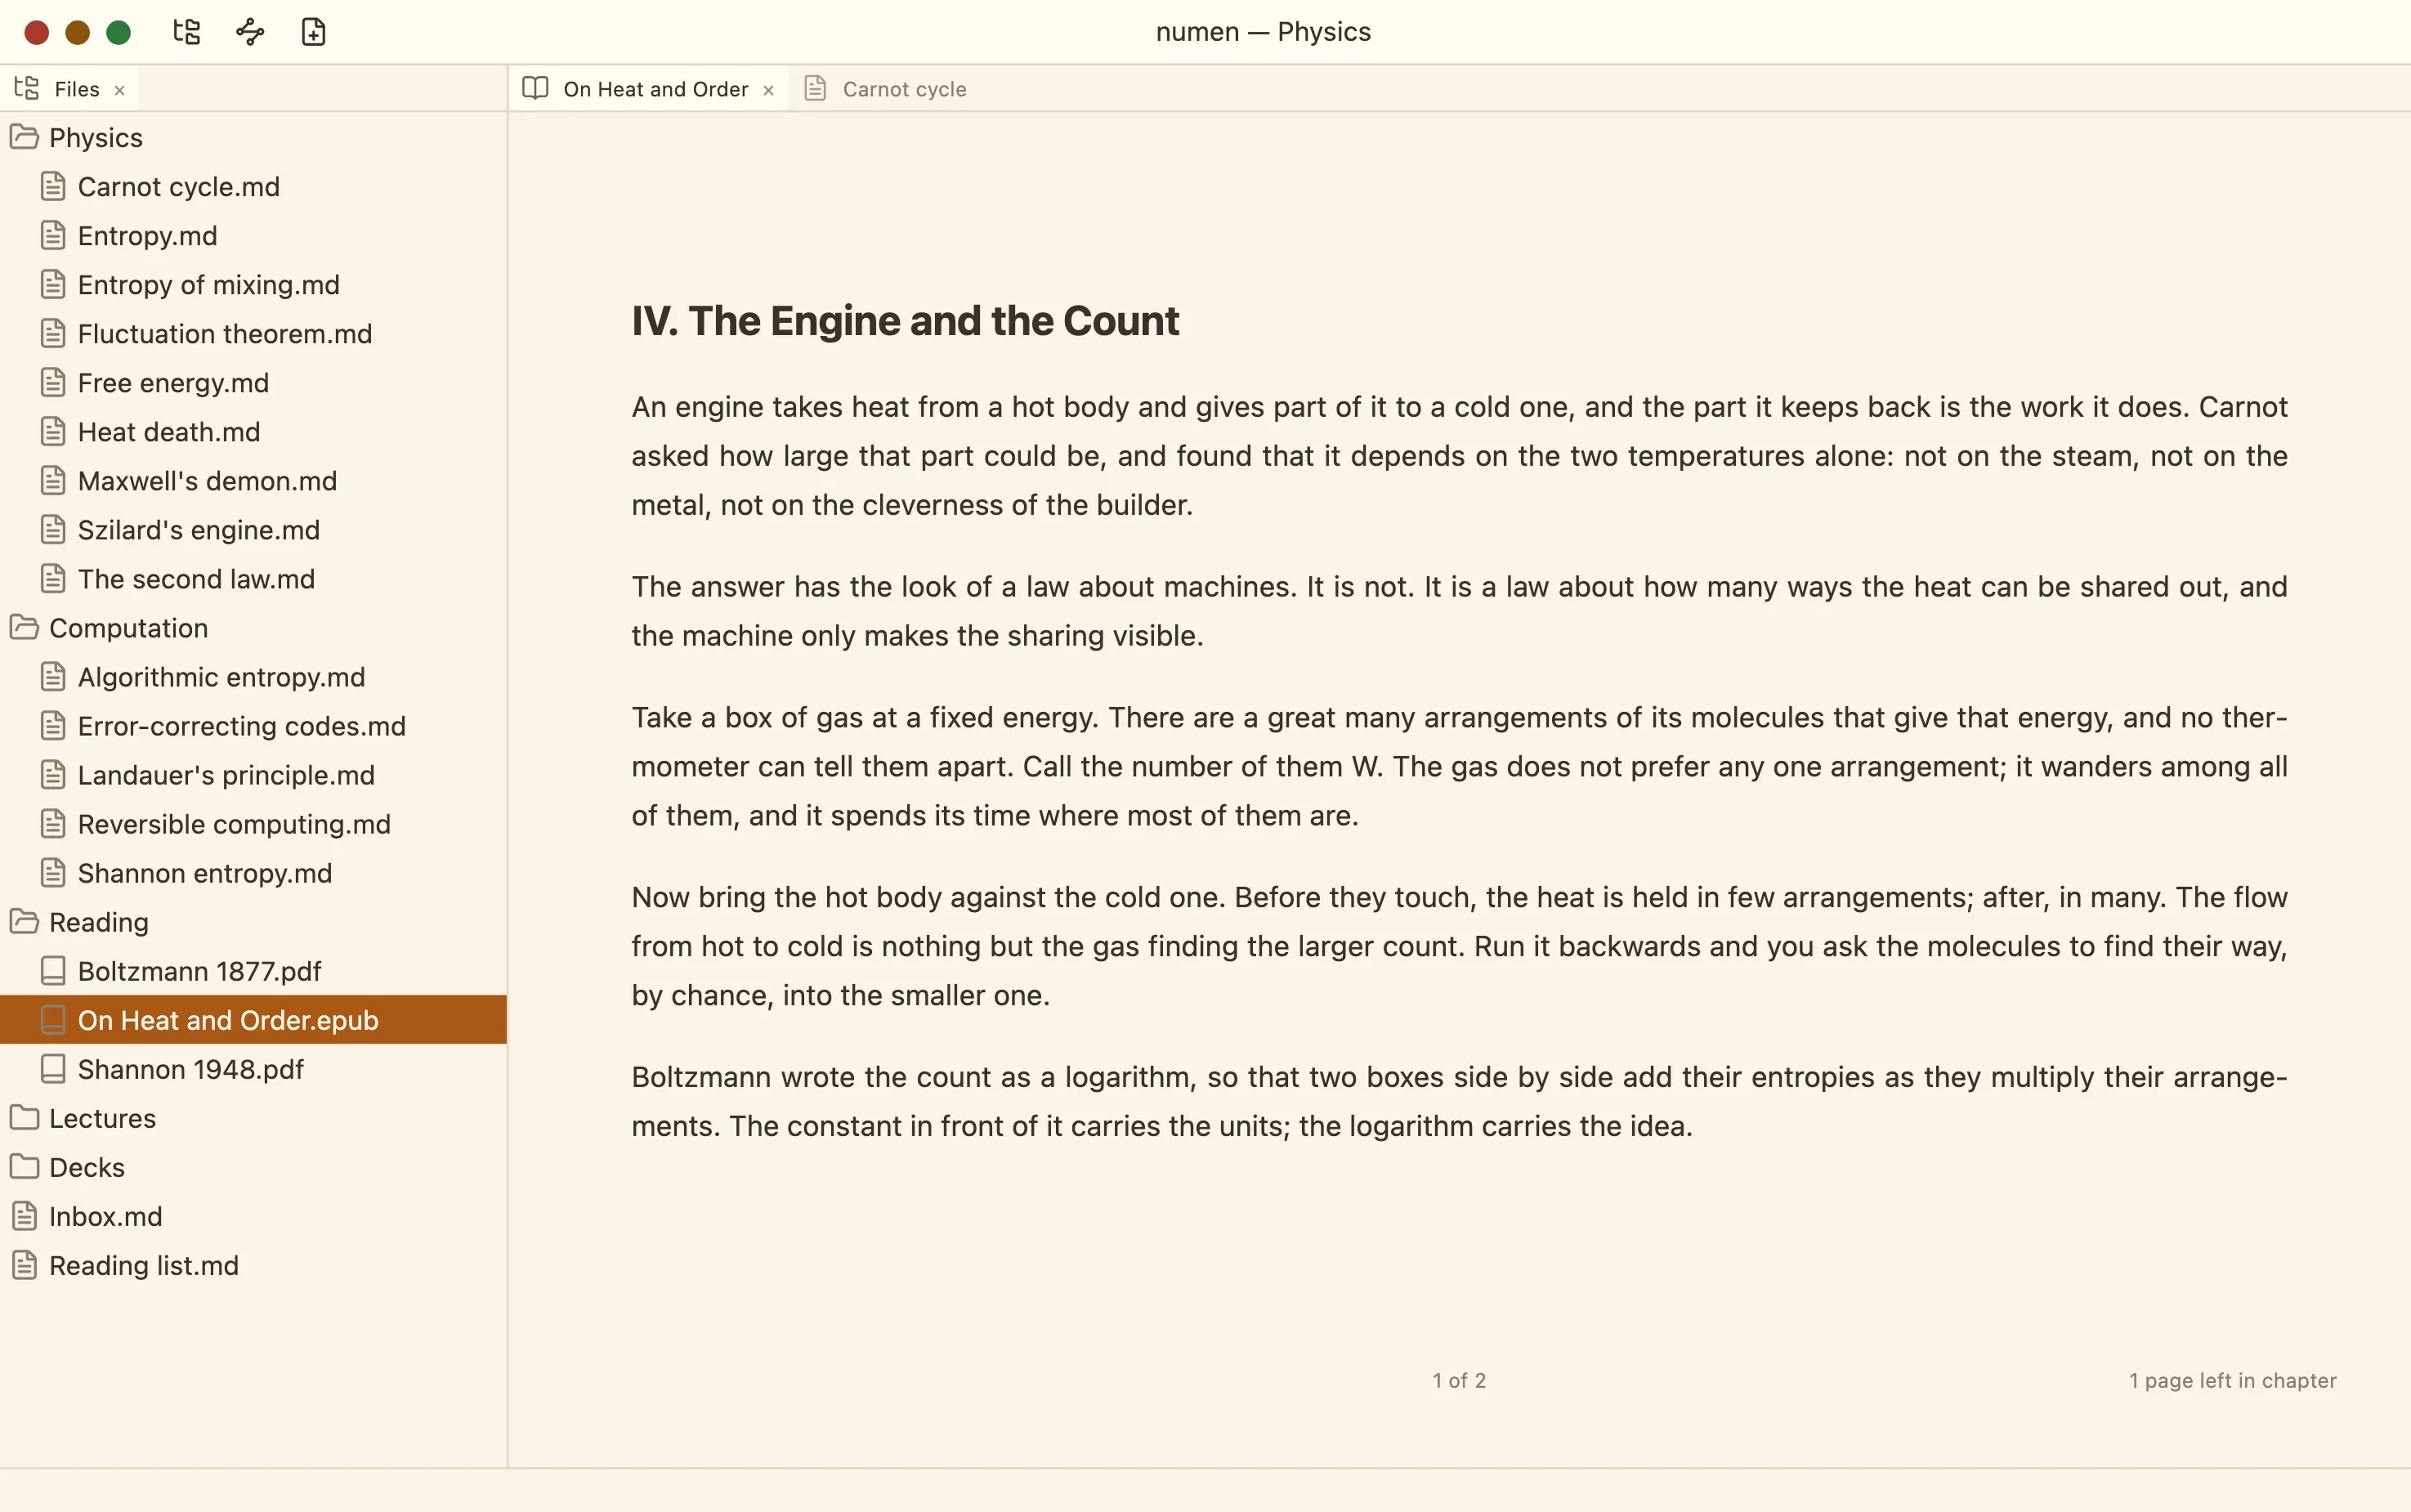 numen — Physics
Files ×
On Heat and Order ×
Carnot cycle
Physics
Carnot cycle.md
Entropy.md
Entropy of mixing.md
Fluctuation theorem.md
Free energy.md
Heat death.md
Maxwell's demon.md
Szilard's engine.md
The second law.md
Computation
Algorithmic entropy.md
Error-correcting codes.md
Landauer's principle.md
Reversible computing.md
Shannon entropy.md
Reading
Boltzmann 1877.pdf
On Heat and Order.epub
Shannon 1948.pdf
Lectures
Decks
Inbox.md
Reading list.md
IV. The Engine and the Count
An engine takes heat from a hot body and gives part of it to a cold one, and the part it keeps back is the work it does. Carnot
asked how large that part could be, and found that it depends on the two temperatures alone: not on the steam, not on the
metal, not on the cleverness of the builder.
The answer has the look of a law about machines. It is not. It is a law about how many ways the heat can be shared out, and
the machine only makes the sharing visible.
Take a box of gas at a fixed energy. There are a great many arrangements of its molecules that give that energy, and no ther-
mometer can tell them apart. Call the number of them W. The gas does not prefer any one arrangement; it wanders among all
of them, and it spends its time where most of them are.
Now bring the hot body against the cold one. Before they touch, the heat is held in few arrangements; after, in many. The flow
from hot to cold is nothing but the gas finding the larger count. Run it backwards and you ask the molecules to find their way,
by chance, into the smaller one.
Boltzmann wrote the count as a logarithm, so that two boxes side by side add their entropies as they multiply their arrange-
ments. The constant in front of it carries the units; the logarithm carries the idea.
1 of 2
1 page left in chapter